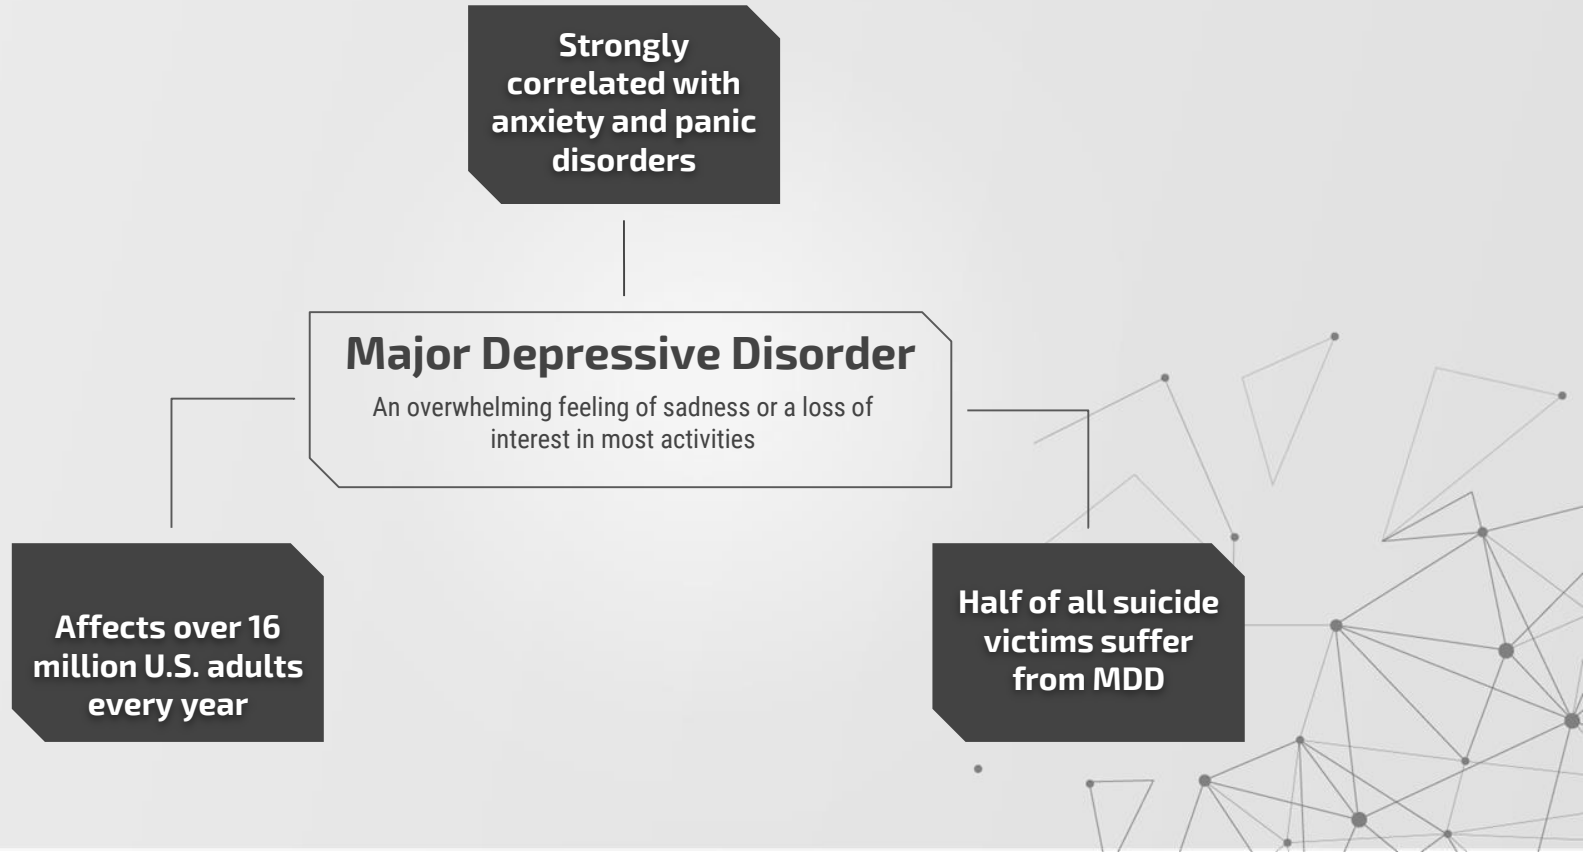 Strongly
correlated with
anxiety and panic
disorders
Major Depressive Disorder
An overwhelming feeling of sadness or a loss of
interest in most activities
Affects over 16
million U.S. adults
every year
Half of all suicide
victims suffer
from MDD